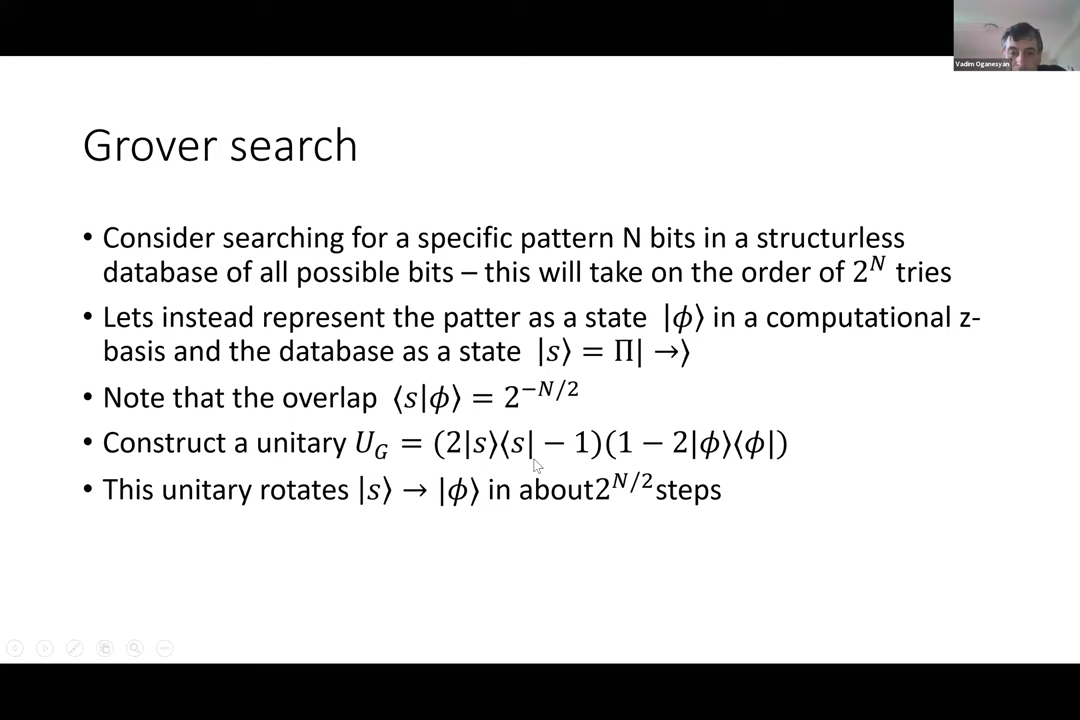 Vadim Oganesyan
Grover search
• Consider searching for a specific pattern N bits in a structurless
database of all possible bits – this will take on the order of 2^N tries
• Lets instead represent the patter as a state |ϕ⟩ in a computational z-
basis and the database as a state |s⟩ = Π| →⟩
• Note that the overlap ⟨s|ϕ⟩ = 2^{−N/2}
• Construct a unitary U_G = (2|s⟩⟨s| − 1)(1 − 2|ϕ⟩⟨ϕ|)
• This unitary rotates |s⟩ → |ϕ⟩ in about2^{N/2}steps